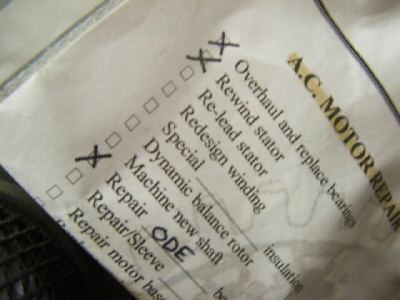 A.C. MOTOR REPAIR
Overhaul and replace bearings
Rewind stator
Re-lead stator
Redesign winding
Special insulation
Dynamic balance rotor
Machine new shaft
Repair ODE
Repair/Sleeve
Repair motor